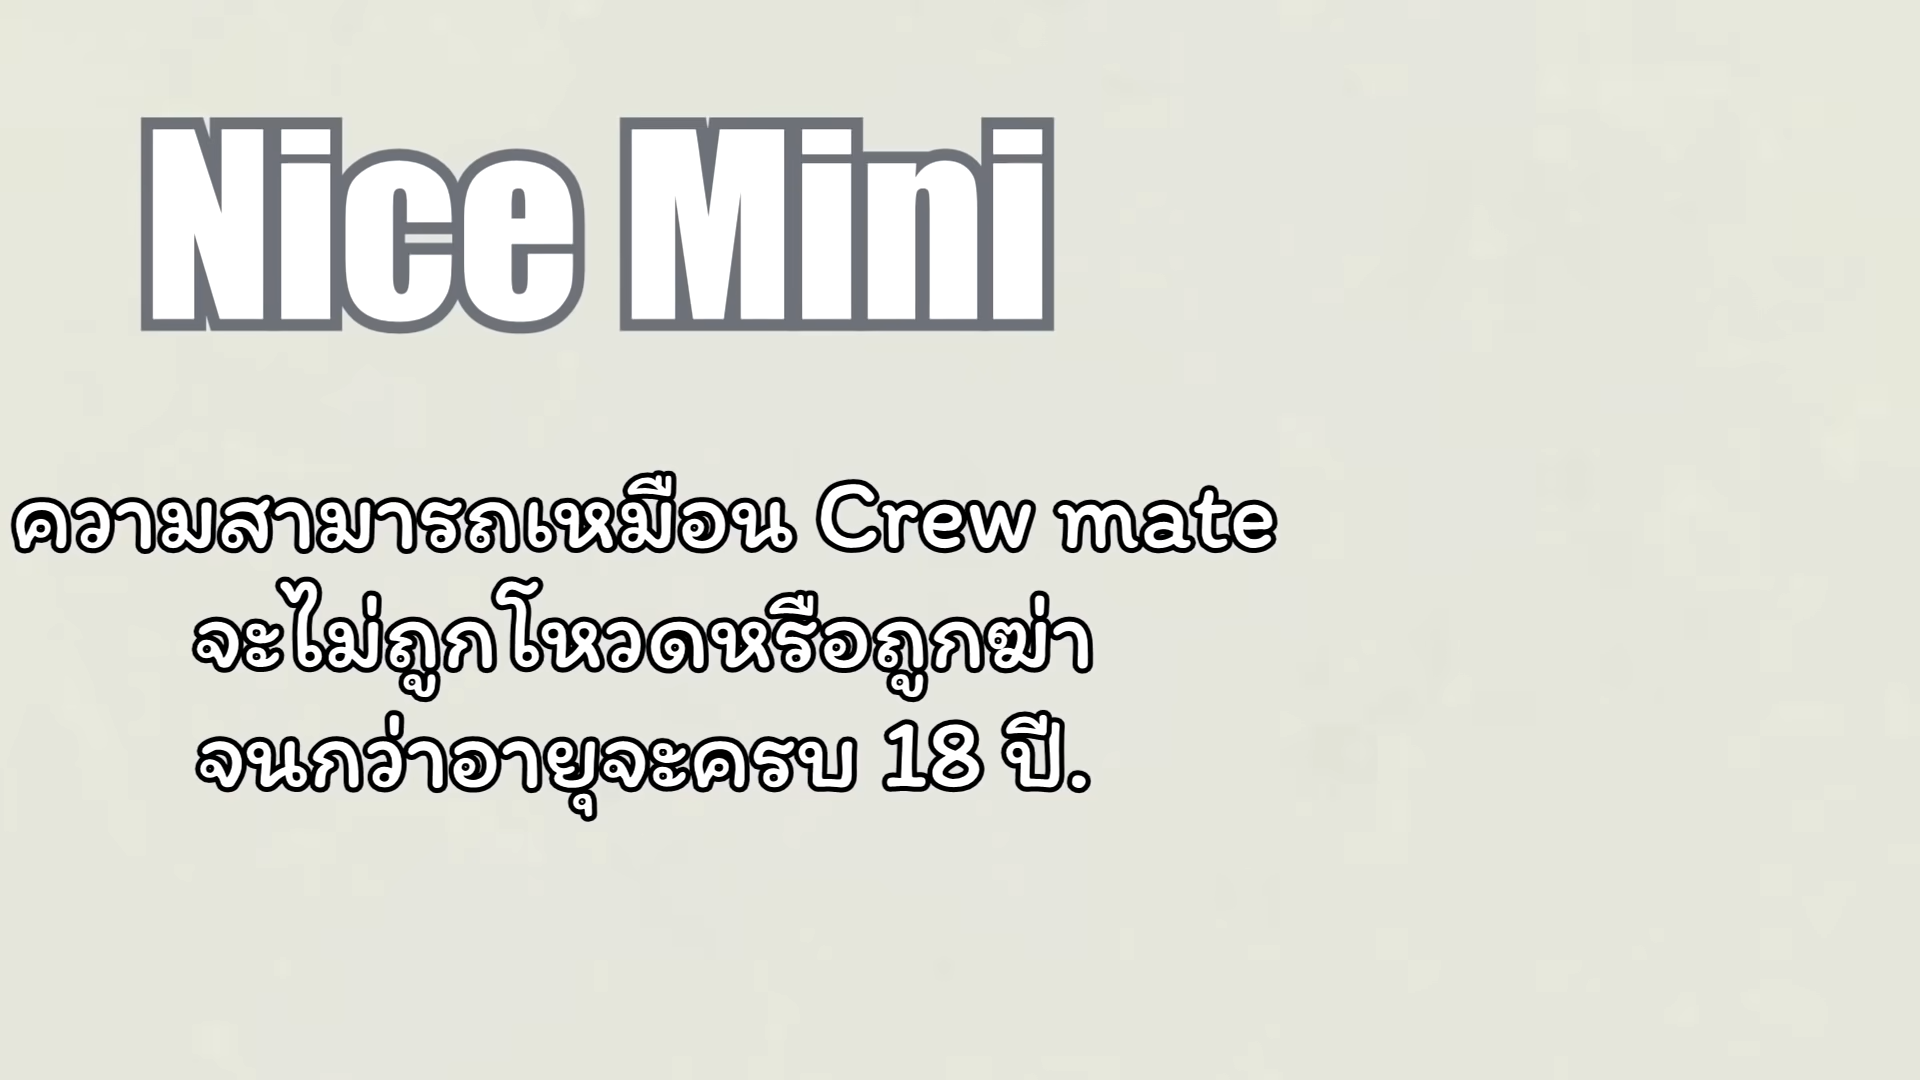 Nice Mini
ความสามารถเหมือน Crew mate
จะไม่ถูกโหวดหรือถูกฆ่า
จนกว่าอายุจะครบ 18 ปี.